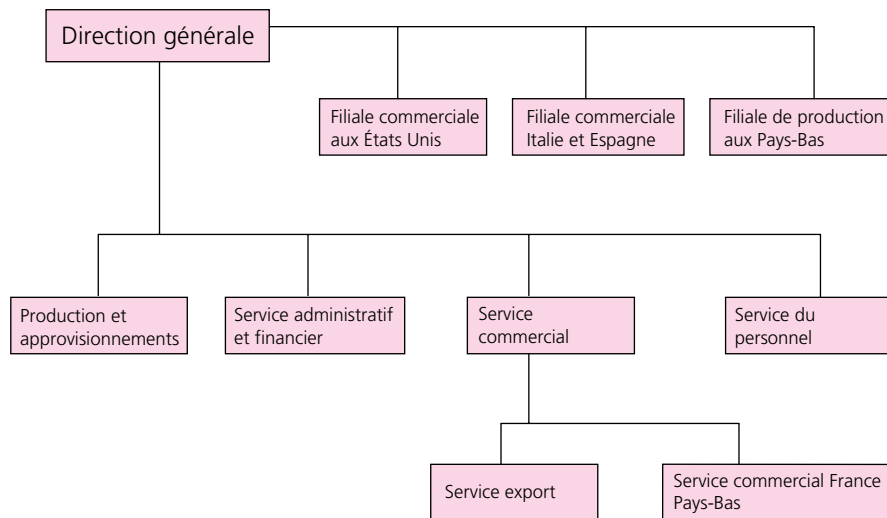 Direction générale
Filiale commerciale
aux États Unis
Filiale commerciale
Italie et Espagne
Filiale de production
aux Pays-Bas
Production et
approvisionnements
Service administratif
et financier
Service
commercial
Service du
personnel
Service export
Service commercial France
Pays-Bas